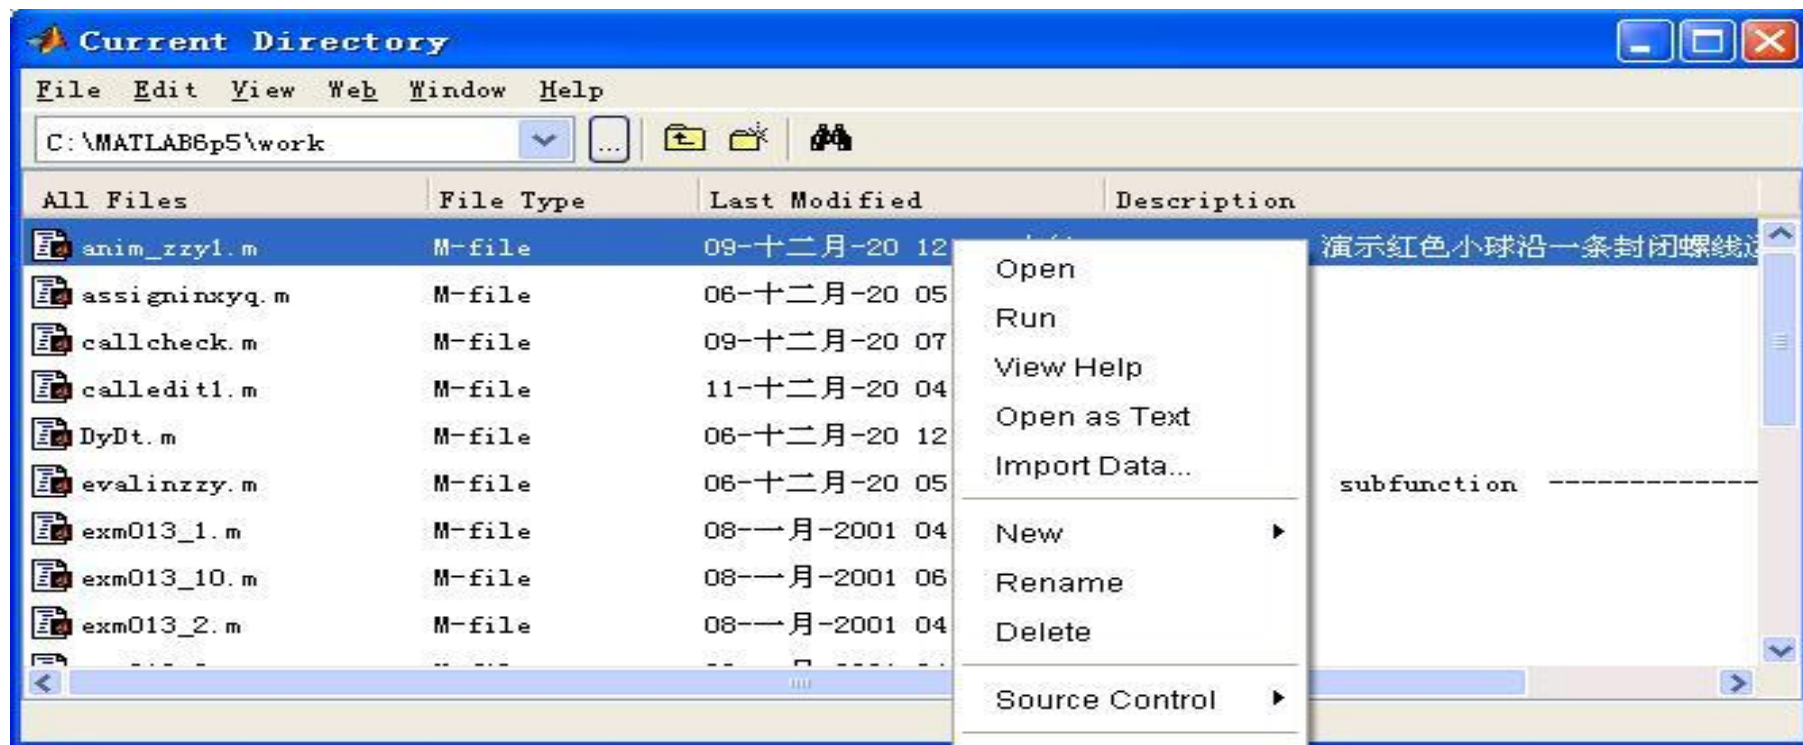 Current Directory
File Edit View Web Window Help
C:\MATLAB6p5\work ...
All Files File Type Last Modified Description
anim_zzy1.m M-file 09-十二月-20 12 演示红色小球沿一条封闭螺线
assigninxyq.m M-file 06-十二月-20 05
callcheck.m M-file 09-十二月-20 07
calledit1.m M-file 11-十二月-20 04
DyDt.m M-file 06-十二月-20 12
evalinzzy.m M-file 06-十二月-20 05 subfunction -------------
exm013_1.m M-file 08-一月-2001 04
exm013_10.m M-file 08-一月-2001 06
exm013_2.m M-file 08-一月-2001 04
Open
Run
View Help
Open as Text
Import Data...
New
Rename
Delete
Source Control